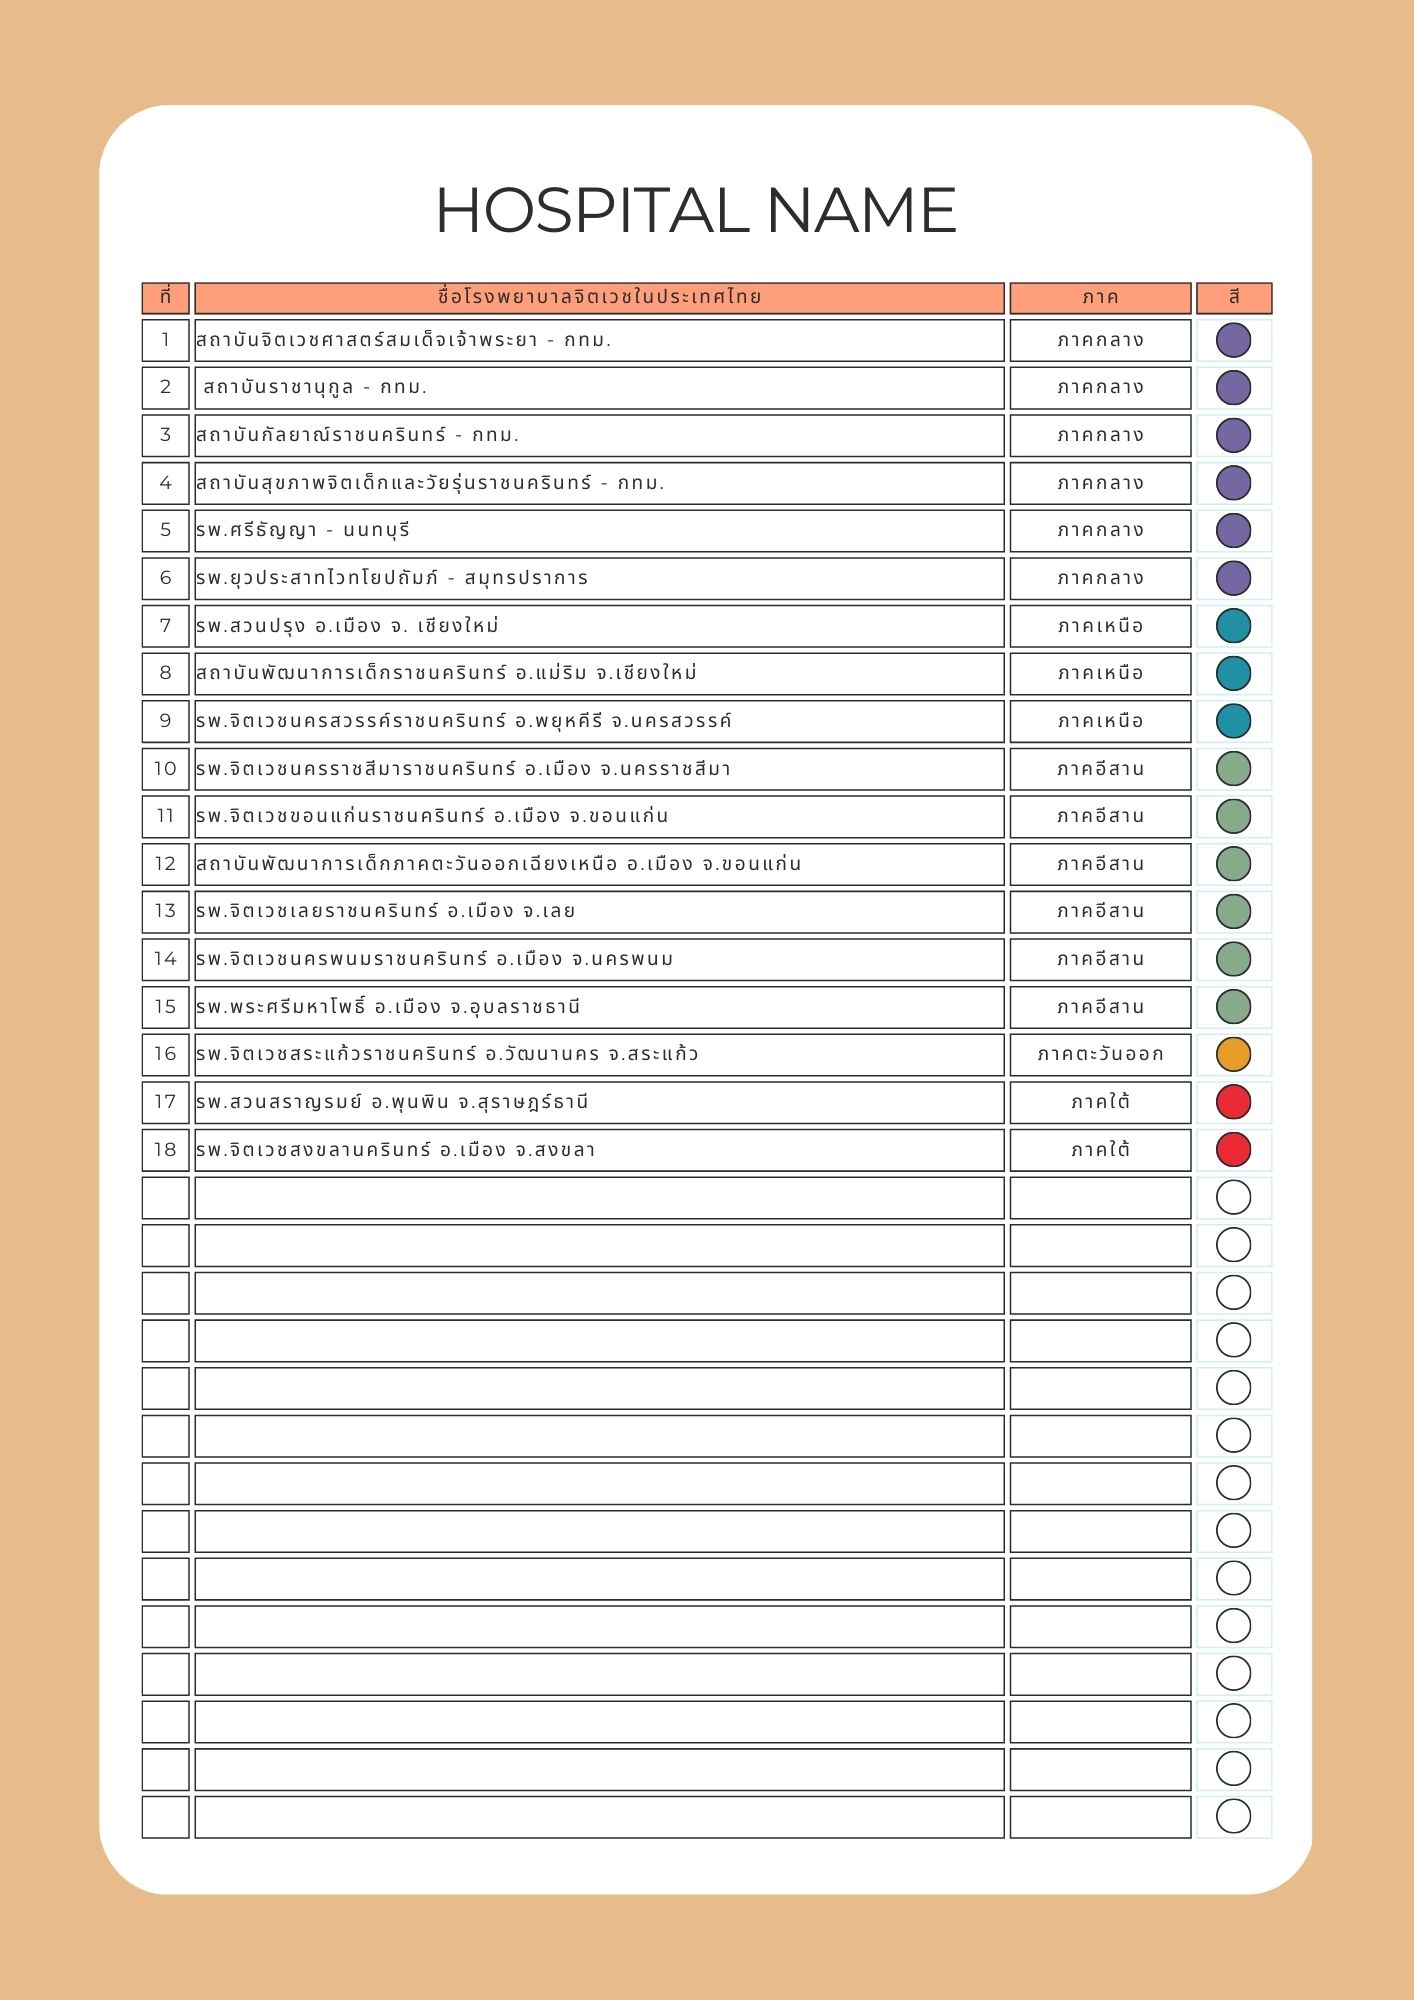 HOSPITAL NAME
ที่ ชื่อโรงพยาบาลจิตเวชในประเทศไทย ภาค สี
1 สถาบันจิตเวชศาสตร์สมเด็จเจ้าพระยา - กทม. ภาคกลาง
2 สถาบันราชานุกูล - กทม. ภาคกลาง
3 สถาบันกัลยาณ์ราชนครินทร์ - กทม. ภาคกลาง
4 สถาบันสุขภาพจิตเด็กและวัยรุ่นราชนครินทร์ - กทม. ภาคกลาง
5 รพ.ศรีธัญญา - นนทบุรี ภาคกลาง
6 รพ.ยุวประสาทไวทโยปถัมภ์ - สมุทรปราการ ภาคกลาง
7 รพ.สวนปรุง อ.เมือง จ. เชียงใหม่ ภาคเหนือ
8 สถาบันพัฒนาการเด็กราชนครินทร์ อ.แม่ริม จ.เชียงใหม่ ภาคเหนือ
9 รพ.จิตเวชนครสวรรค์ราชนครินทร์ อ.พยุหคีรี จ.นครสวรรค์ ภาคเหนือ
10 รพ.จิตเวชนครราชสีมาราชนครินทร์ อ.เมือง จ.นครราชสีมา ภาคอีสาน
11 รพ.จิตเวชขอนแก่นราชนครินทร์ อ.เมือง จ.ขอนแก่น ภาคอีสาน
12 สถาบันพัฒนาการเด็กภาคตะวันออกเฉียงเหนือ อ.เมือง จ.ขอนแก่น ภาคอีสาน
13 รพ.จิตเวชเลยราชนครินทร์ อ.เมือง จ.เลย ภาคอีสาน
14 รพ.จิตเวชนครพนมราชนครินทร์ อ.เมือง จ.นครพนม ภาคอีสาน
15 รพ.พระศรีมหาโพธิ์ อ.เมือง จ.อุบลราชธานี ภาคอีสาน
16 รพ.จิตเวชสระแก้วราชนครินทร์ อ.วัฒนานคร จ.สระแก้ว ภาคตะวันออก
17 รพ.สวนสราญรมย์ อ.พุนพิน จ.สุราษฎร์ธานี ภาคใต้
18 รพ.จิตเวชสงขลานครินทร์ อ.เมือง จ.สงขลา ภาคใต้